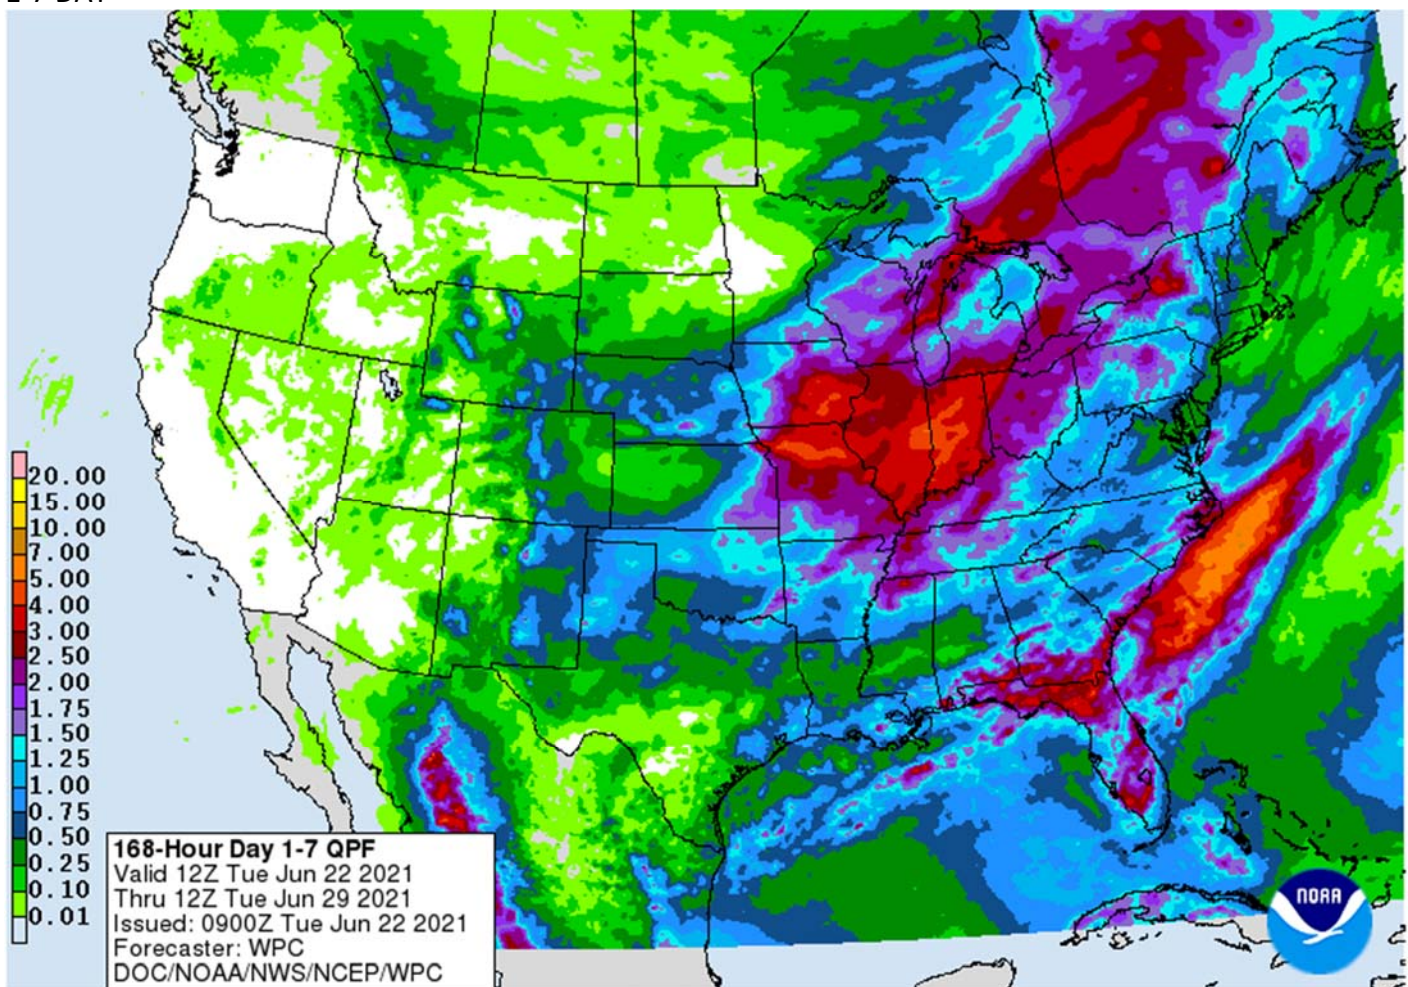 1-7 DAY
20.00
15.00
10.00
7.00
5.00
4.00
3.00
2.50
2.00
1.75
1.50
1.25
1.00
0.75
0.50
0.25
0.10
0.01
168-Hour Day 1-7 QPF
Valid 12Z Tue Jun 22 2021
Thru 12Z Tue Jun 29 2021
Issued: 0900Z Tue Jun 22 2021
Forecaster: WPC
DOC/NOAA/NWS/NCEP/WPC
NOAA